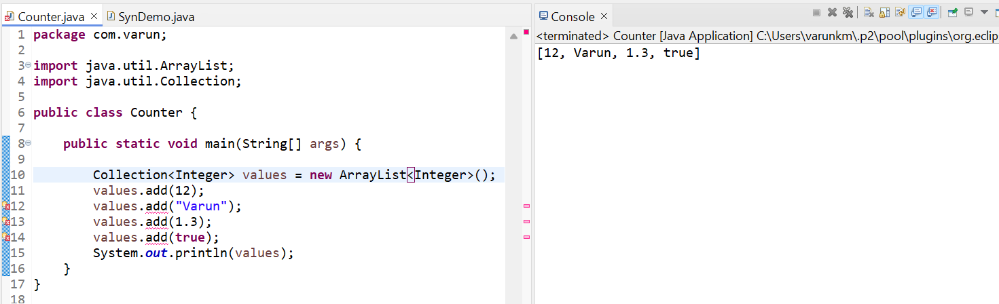 Counter.java SynDemo.java
1 package com.varun;
2
3 import java.util.ArrayList;
4 import java.util.Collection;
5
6 public class Counter {
7
8     public static void main(String[] args) {
9
10         Collection<Integer> values = new ArrayList<Integer>();
11         values.add(12);
12         values.add("Varun");
13         values.add(1.3);
14         values.add(true);
15         System.out.println(values);
16     }
17 }
18
Console
<terminated> Counter [Java Application] C:\Users\varunkm\.p2\pool\plugins\org.eclip
[12, Varun, 1.3, true]